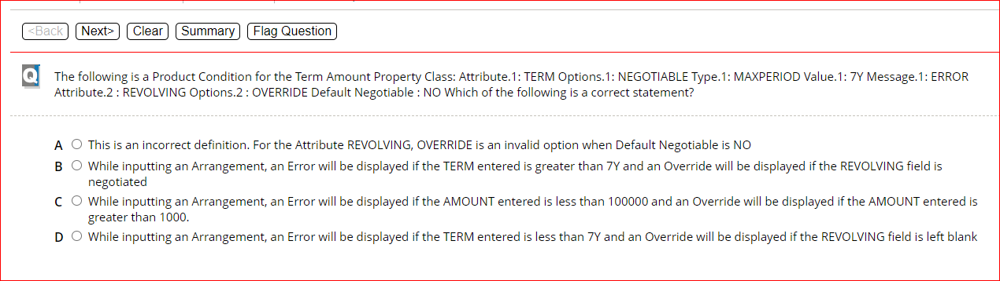 <Back Next> Clear Summary Flag Question
Q The following is a Product Condition for the Term Amount Property Class: Attribute.1: TERM Options.1: NEGOTIABLE Type.1: MAXPERIOD Value.1: 7Y Message.1: ERROR
Attribute.2 : REVOLVING Options.2 : OVERRIDE Default Negotiable : NO Which of the following is a correct statement?
A This is an incorrect definition. For the Attribute REVOLVING, OVERRIDE is an invalid option when Default Negotiable is NO
B While inputting an Arrangement, an Error will be displayed if the TERM entered is greater than 7Y and an Override will be displayed if the REVOLVING field is
negotiated
C While inputting an Arrangement, an Error will be displayed if the AMOUNT entered is less than 100000 and an Override will be displayed if the AMOUNT entered is
greater than 1000.
D While inputting an Arrangement, an Error will be displayed if the TERM entered is less than 7Y and an Override will be displayed if the REVOLVING field is left blank